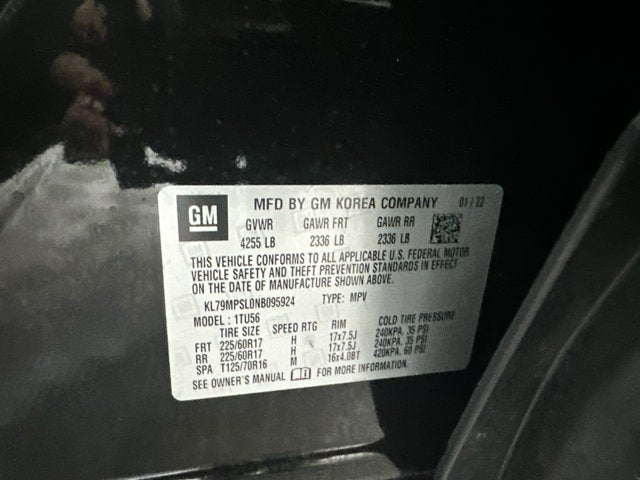 GM
MFD BY GM KOREA COMPANY 01 / 22
GVWR GAWR FRT GAWR RR
4255 LB 2336 LB 2336 LB
THIS VEHICLE CONFORMS TO ALL APPLICABLE U.S. FEDERAL MOTOR
VEHICLE SAFETY AND THEFT PREVENTION STANDARDS IN EFFECT
ON THE DATE OF MANUFACTURE SHOWN ABOVE.
KL79MPSL0NB095924 TYPE: MPV
MODEL: 1TU56
TIRE SIZE SPEED RTG RIM COLD TIRE PRESSURE
FRT 225/60R17 H 17x7.5J 240KPA, 35 PSI
RR 225/60R17 H 17x7.5J 240KPA, 35 PSI
SPA T125/70R16 M 16x4.0BT 420KPA, 60 PSI
SEE OWNER'S MANUAL FOR MORE INFORMATION.